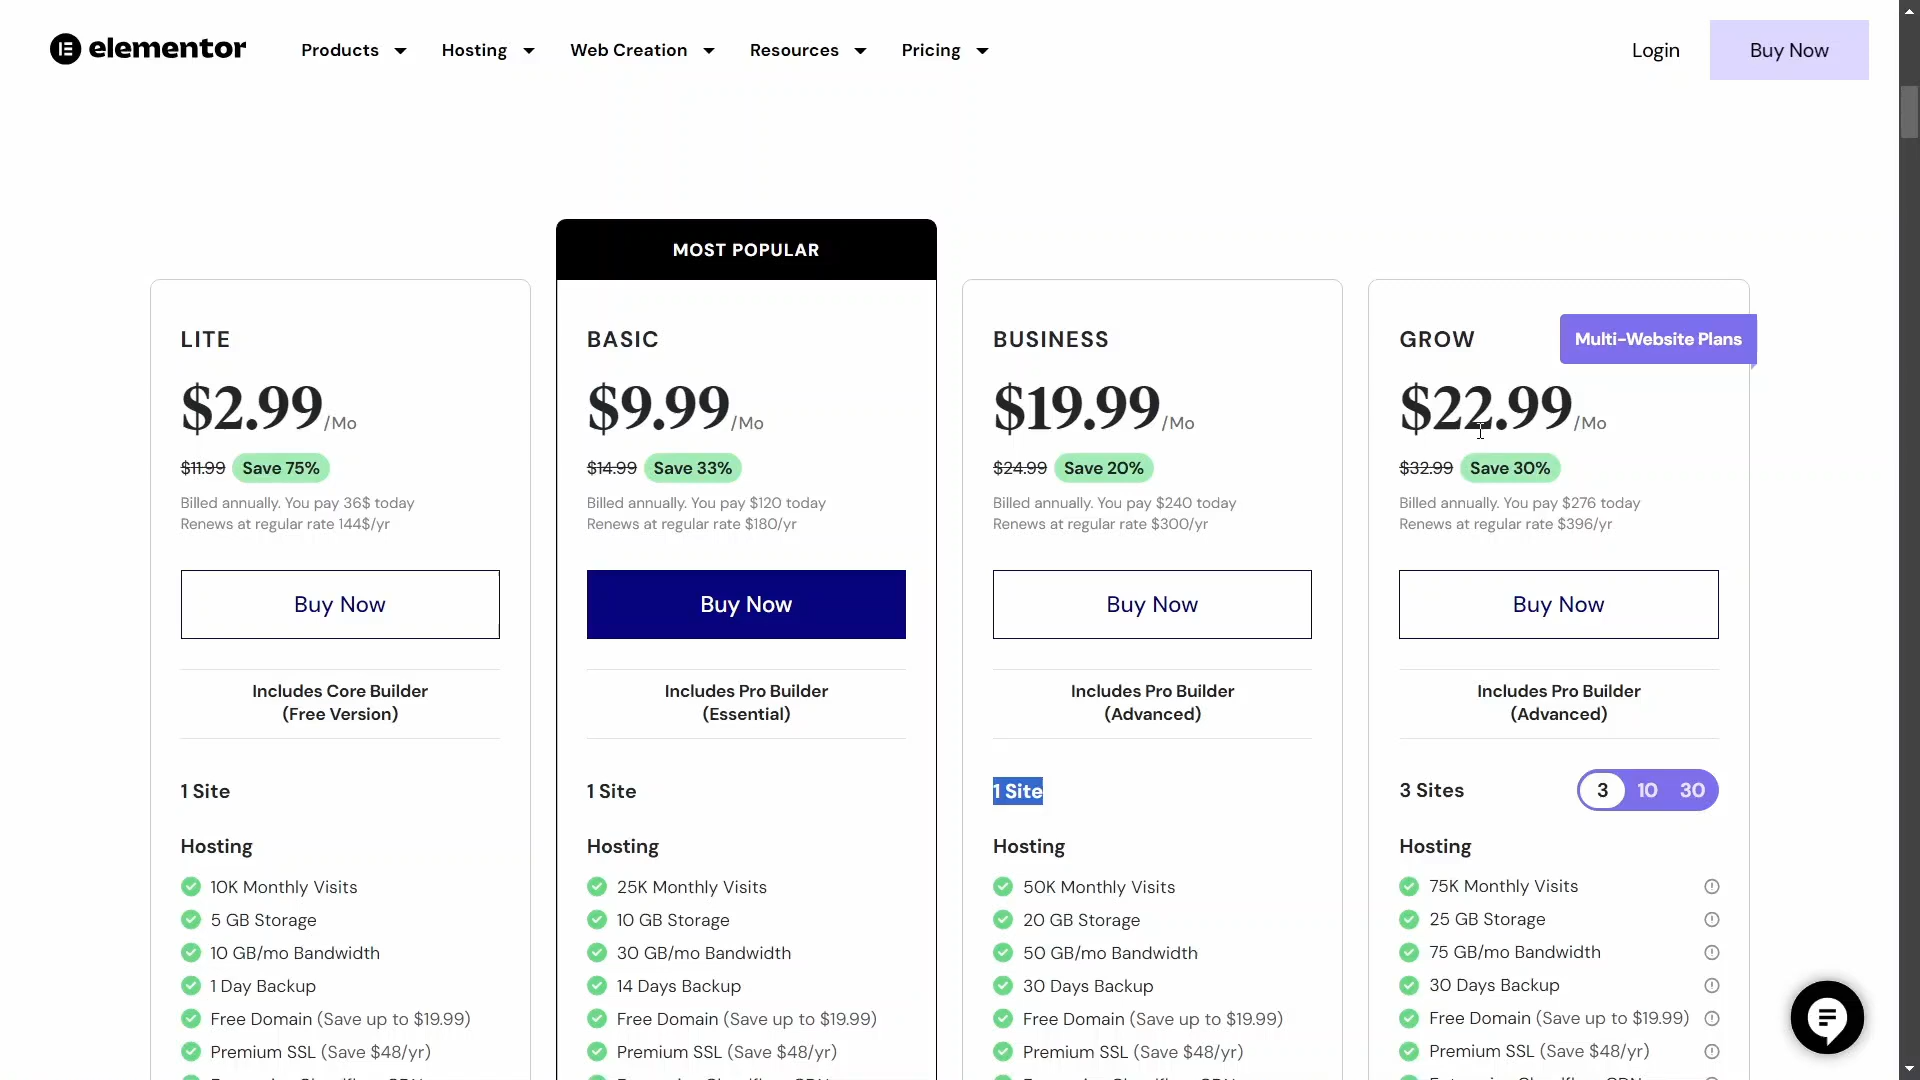 elementor
Products
Hosting
Web Creation
Resources
Pricing
Login
Buy Now
MOST POPULAR
LITE
$2.99/Mo
$11.99 Save 75%
Billed annually. You pay 36$ today
Renews at regular rate 144$/yr
Buy Now
Includes Core Builder
(Free Version)
1 Site
Hosting
10K Monthly Visits
5 GB Storage
10 GB/mo Bandwidth
1 Day Backup
Free Domain (Save up to $19.99)
Premium SSL (Save $48/yr)
BASIC
$9.99/Mo
$14.99 Save 33%
Billed annually. You pay $120 today
Renews at regular rate $180/yr
Buy Now
Includes Pro Builder
(Essential)
1 Site
Hosting
25K Monthly Visits
10 GB Storage
30 GB/mo Bandwidth
14 Days Backup
Free Domain (Save up to $19.99)
Premium SSL (Save $48/yr)
BUSINESS
$19.99/Mo
$24.99 Save 20%
Billed annually. You pay $240 today
Renews at regular rate $300/yr
Buy Now
Includes Pro Builder
(Advanced)
1 Site
Hosting
50K Monthly Visits
20 GB Storage
50 GB/mo Bandwidth
30 Days Backup
Free Domain (Save up to $19.99)
Premium SSL (Save $48/yr)
GROW
Multi-Website Plans
$22.99/Mo
$32.99 Save 30%
Billed annually. You pay $276 today
Renews at regular rate $396/yr
Buy Now
Includes Pro Builder
(Advanced)
3 Sites
3 10 30
Hosting
75K Monthly Visits
25 GB Storage
75 GB/mo Bandwidth
30 Days Backup
Free Domain (Save up to $19.99)
Premium SSL (Save $48/yr)